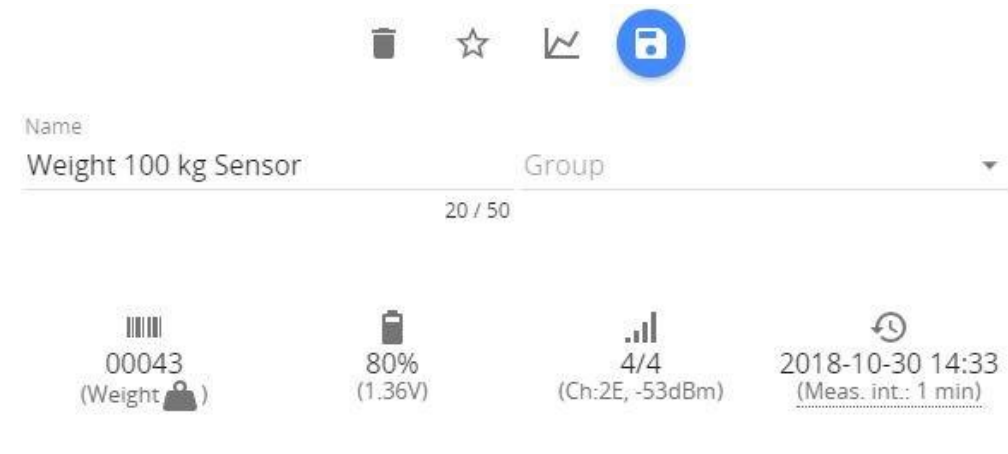 Name
Weight 100 kg Sensor
Group
20 / 50
00043
80%
4/4
2018-10-30 14:33
(Weight )
(1.36V)
(Ch:2E, -53dBm)
(Meas. int.: 1 min)